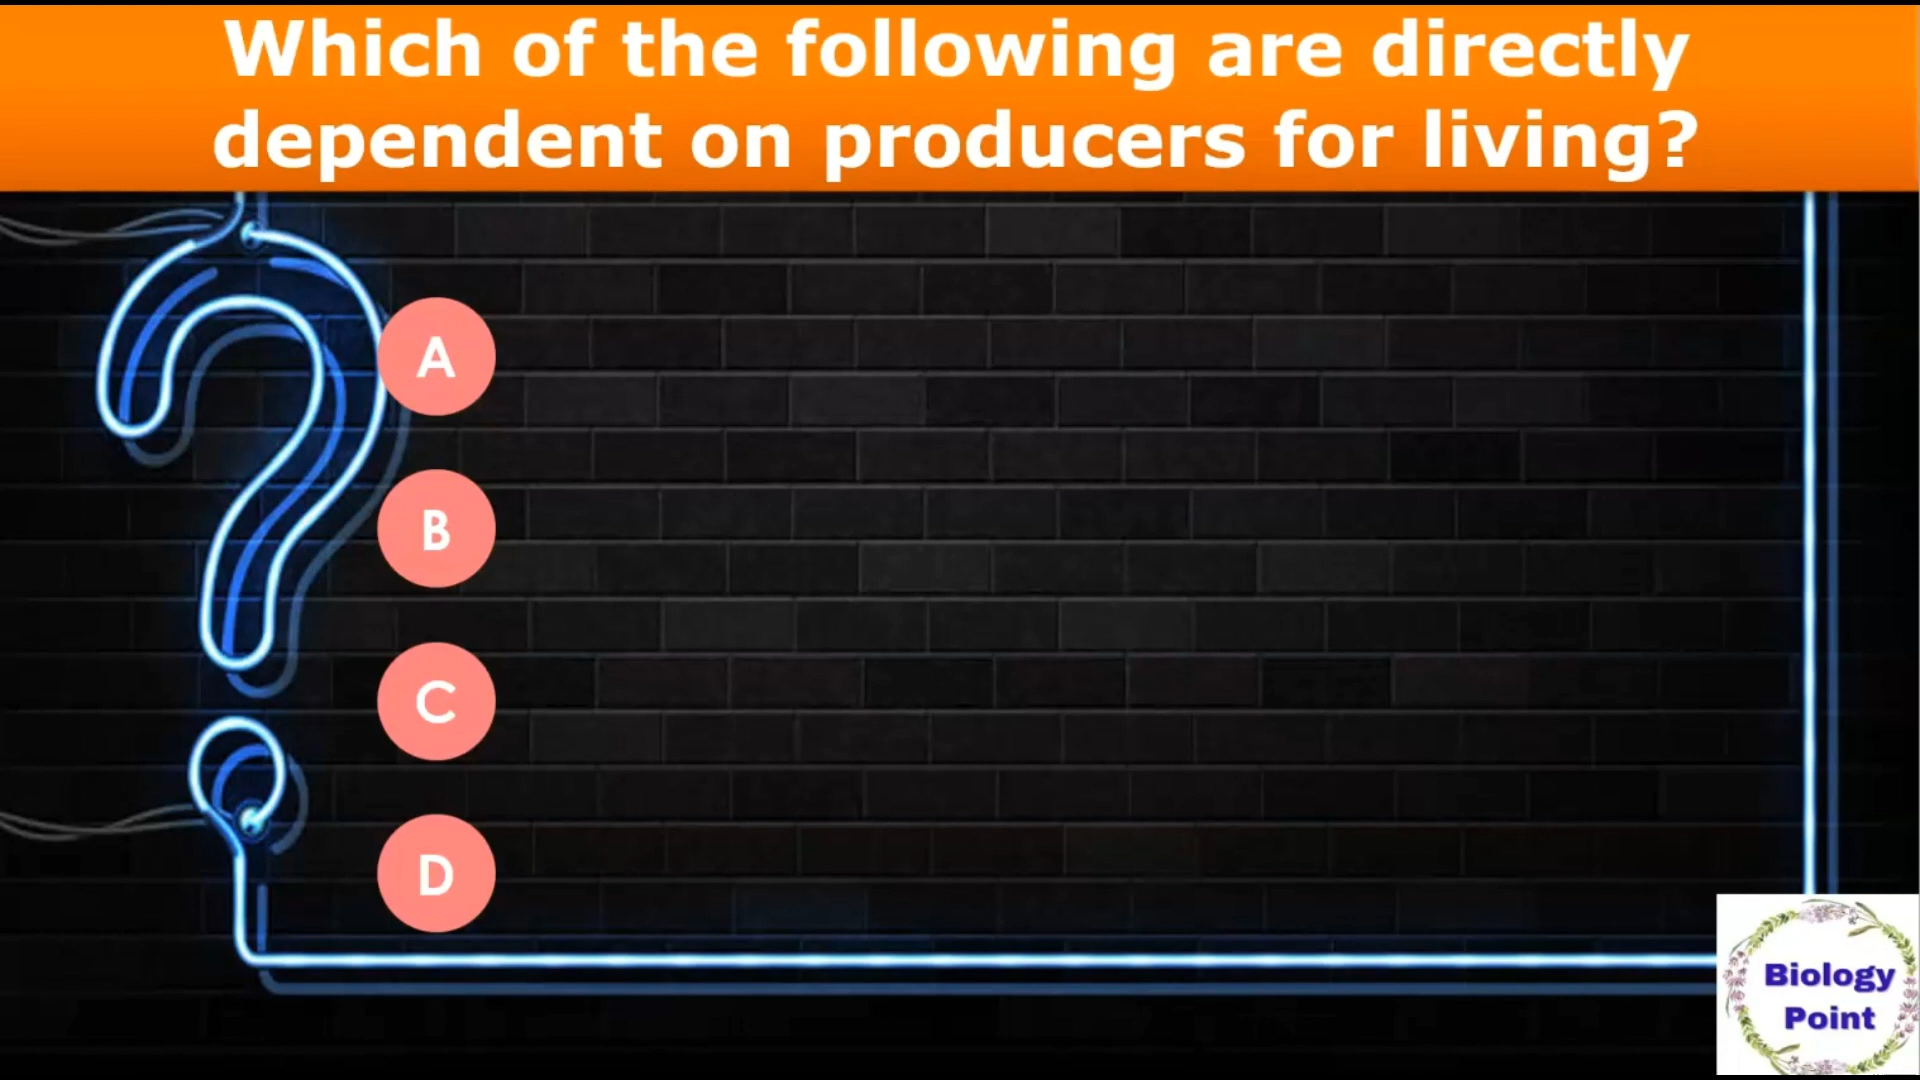 Which of the following are directly
dependent on producers for living?
A
B
C
D
Biology
Point